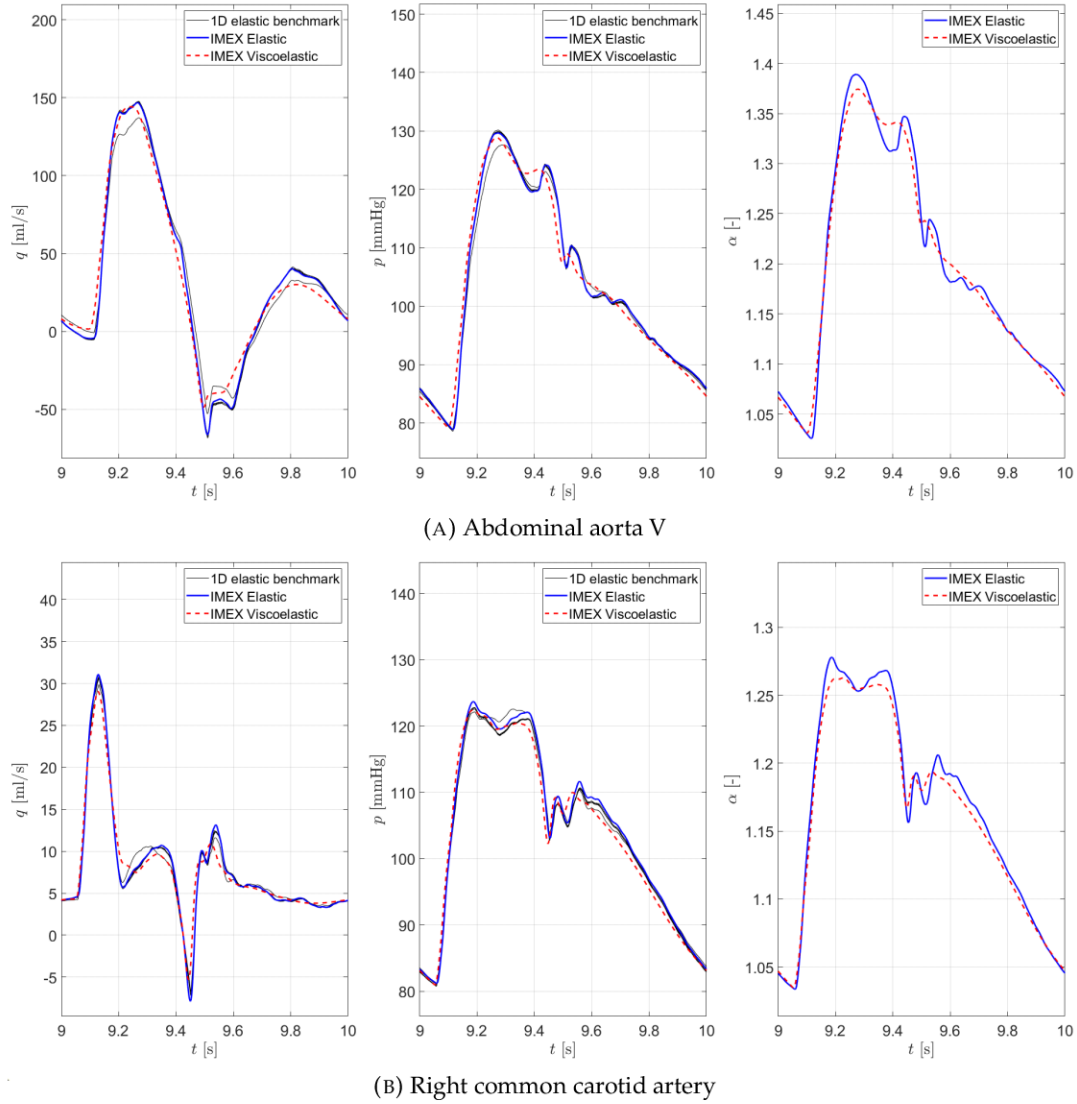 200
150
100
50
0
-50
q [ml/s]
9 9.2 9.4 9.6 9.8 10
t [s]
1D elastic benchmark
IMEX Elastic
IMEX Viscoelastic
150
140
130
120
110
100
90
80
p [mmHg]
9 9.2 9.4 9.6 9.8 10
t [s]
1D elastic benchmark
IMEX Elastic
IMEX Viscoelastic
1.45
1.4
1.35
1.3
1.25
1.2
1.15
1.1
1.05
α [-]
9 9.2 9.4 9.6 9.8 10
t [s]
IMEX Elastic
IMEX Viscoelastic
(A) Abdominal aorta V
40
35
30
25
20
15
10
5
0
-5
q [ml/s]
9 9.2 9.4 9.6 9.8 10
t [s]
1D elastic benchmark
IMEX Elastic
IMEX Viscoelastic
140
130
120
110
100
90
80
p [mmHg]
9 9.2 9.4 9.6 9.8 10
t [s]
1D elastic benchmark
IMEX Elastic
IMEX Viscoelastic
1.3
1.25
1.2
1.15
1.1
1.05
α [-]
9 9.2 9.4 9.6 9.8 10
t [s]
IMEX Elastic
IMEX Viscoelastic
(B) Right common carotid artery